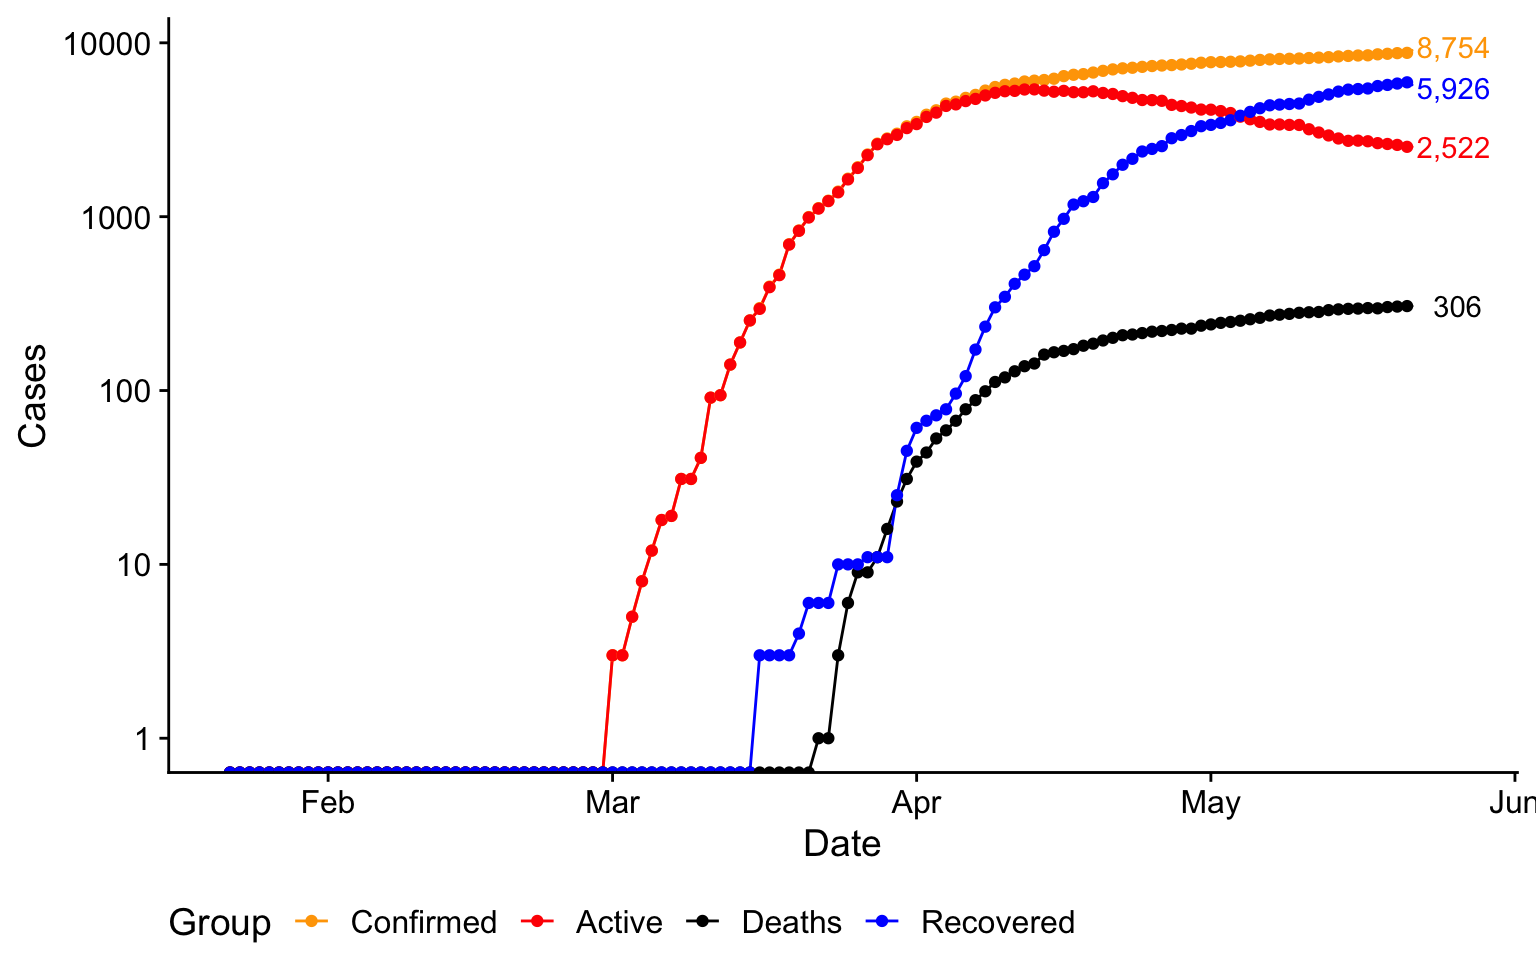 10000
1000
100
10
1
Cases
8,754
5,926
2,522
306
Feb Mar Apr May Jun
Date
Group Confirmed Active Deaths Recovered